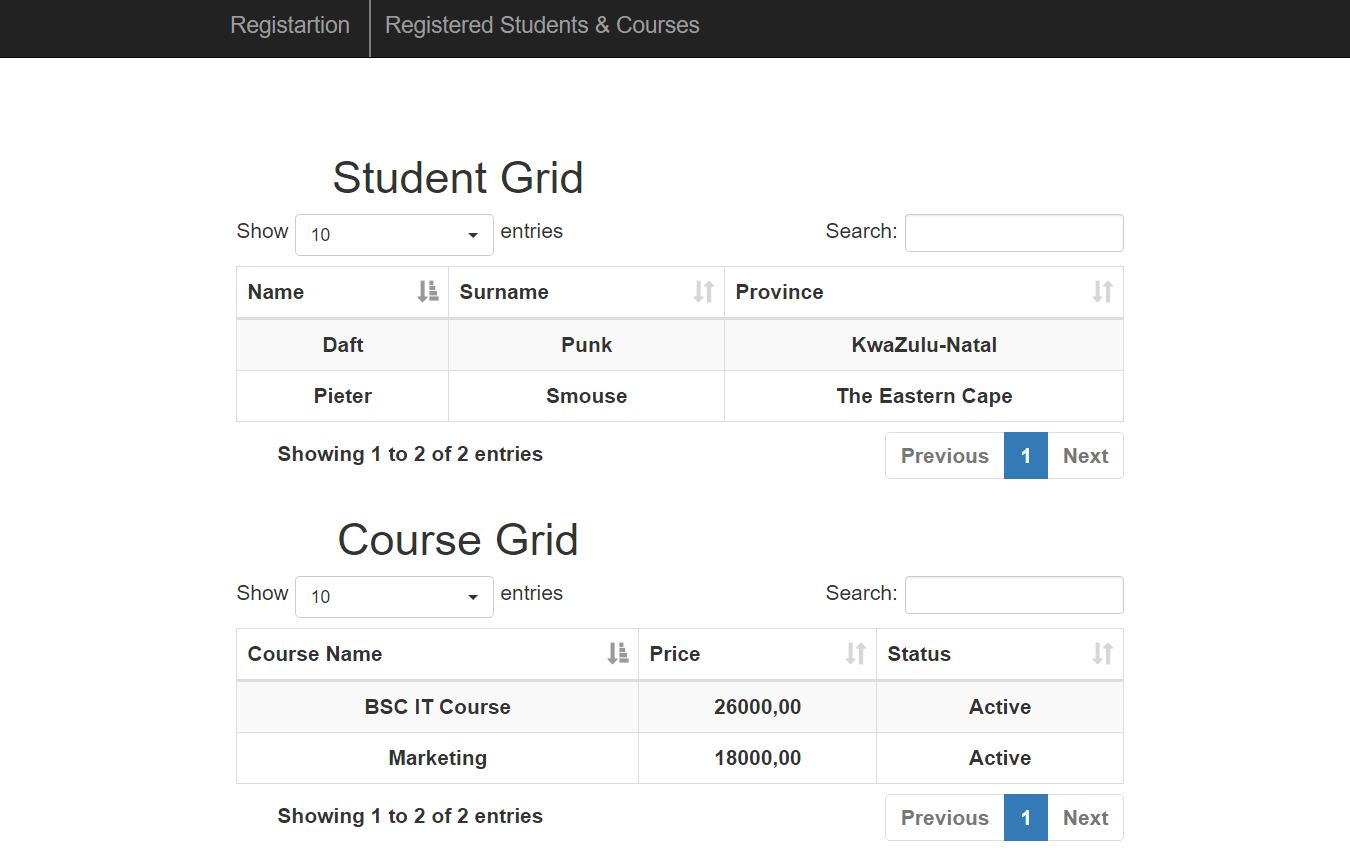 Registartion Registered Students & Courses
Student Grid
Show 10 entries Search:
Name Surname Province
Daft Punk KwaZulu-Natal
Pieter Smouse The Eastern Cape
Showing 1 to 2 of 2 entries Previous 1 Next
Course Grid
Show 10 entries Search:
Course Name Price Status
BSC IT Course 26000,00 Active
Marketing 18000,00 Active
Showing 1 to 2 of 2 entries Previous 1 Next